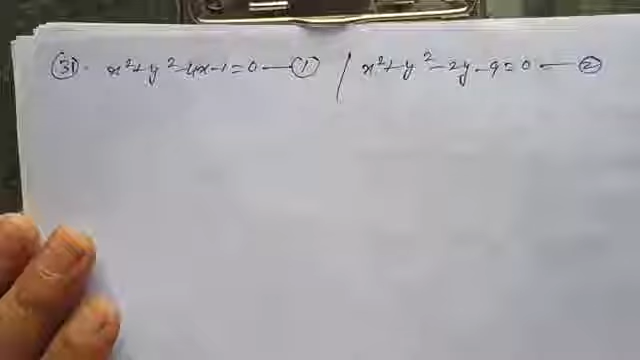 (31). x²+y²-4x-1=0 — (1) / x²+y²-2y-9=0 — (2)